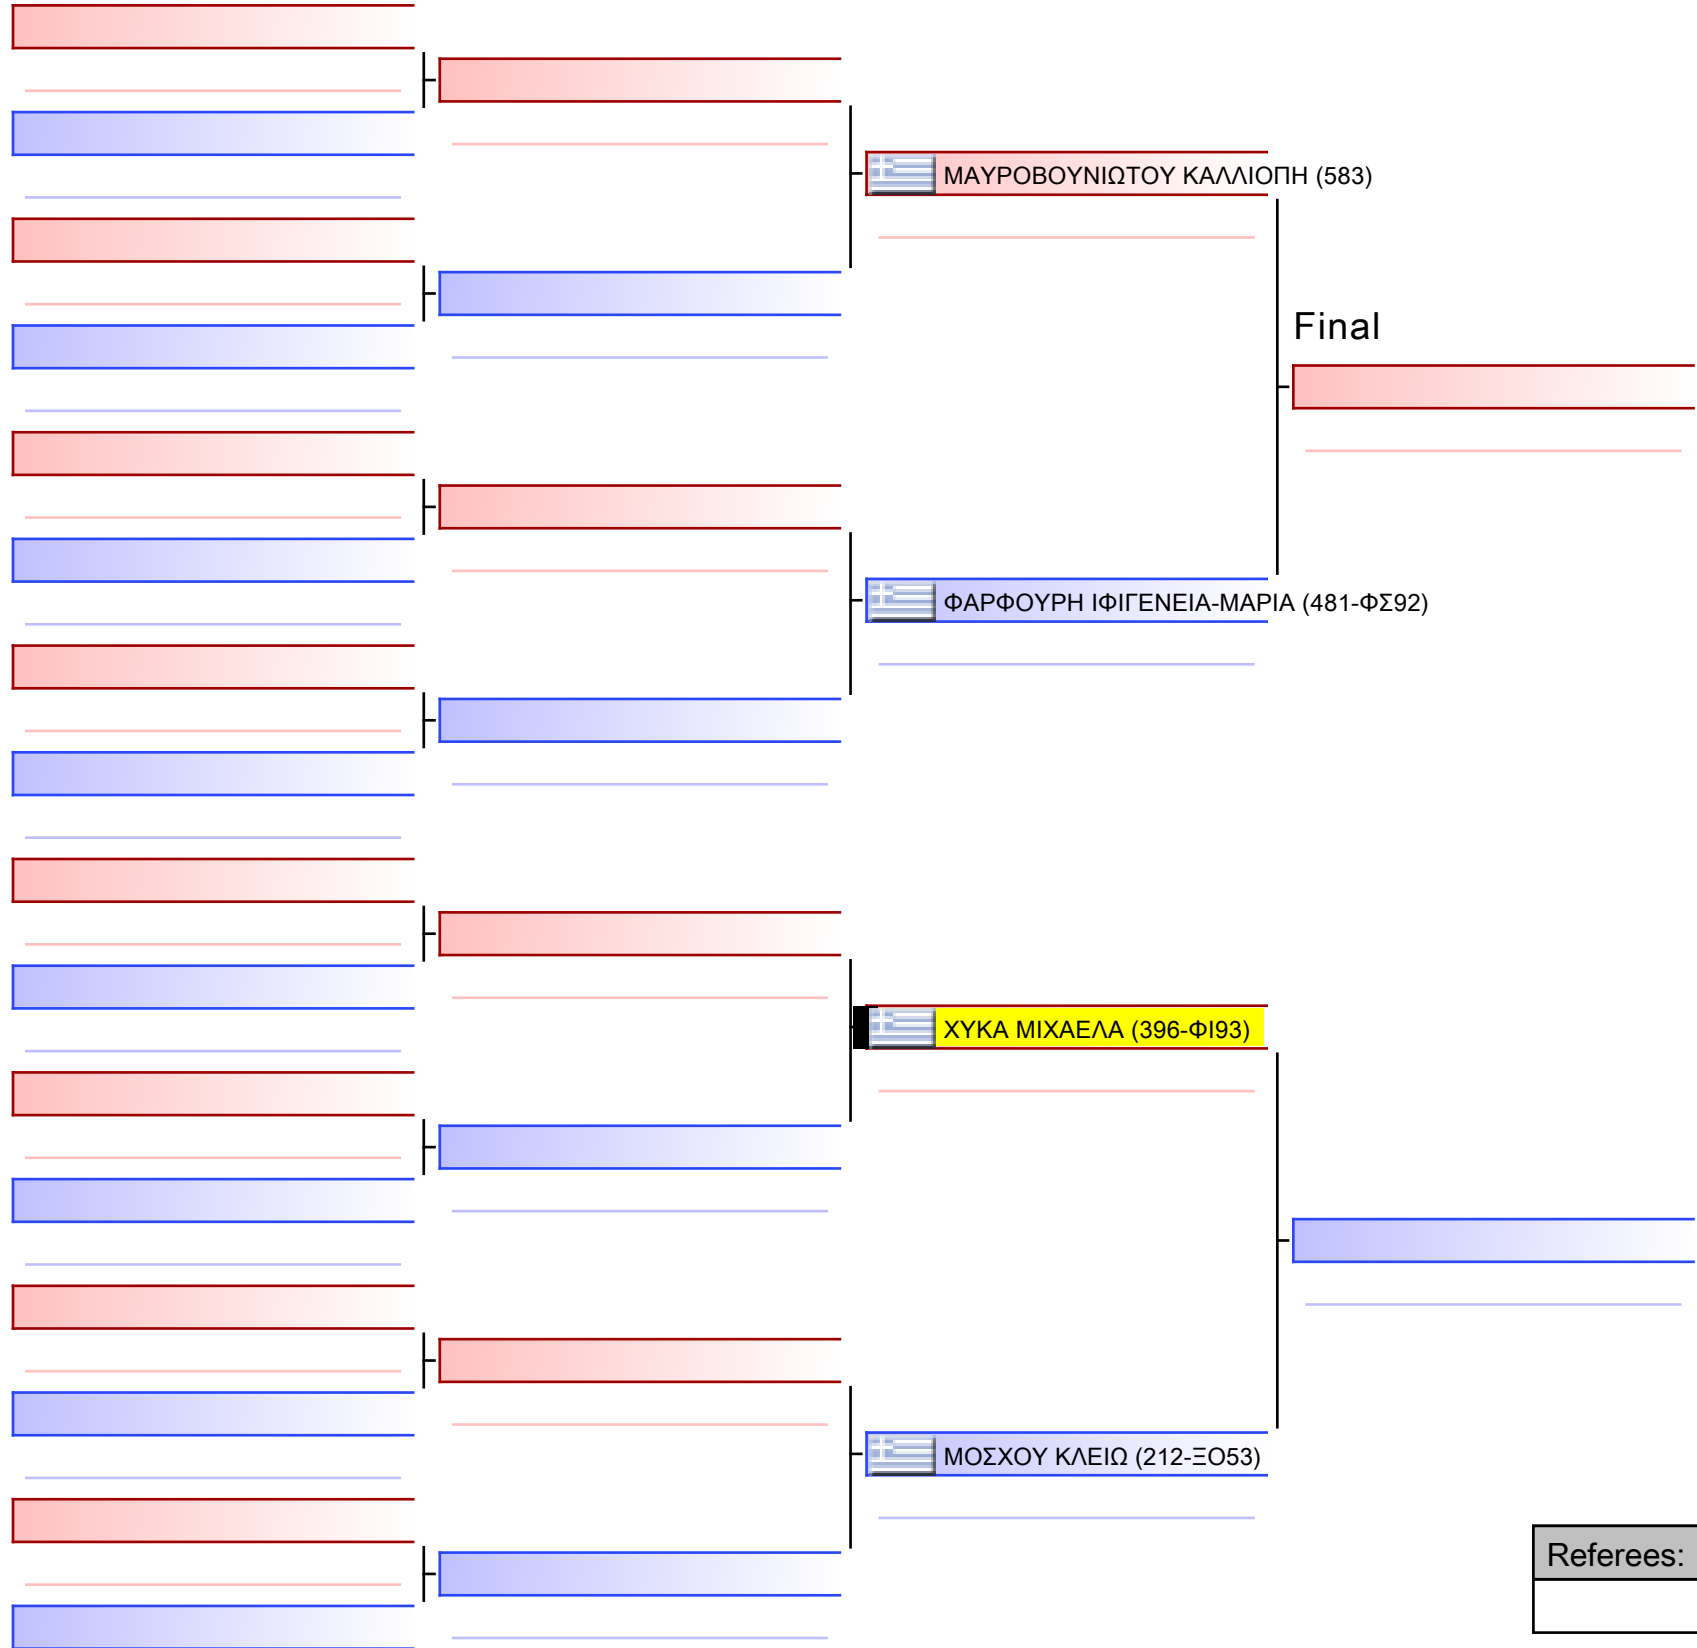 ΜΑΥΡΟΒΟΥΝΙΩΤΟΥ ΚΑΛΛΙΟΠΗ (583)
Final
ΦΑΡΦΟΥΡΗ ΙΦΙΓΕΝΕΙΑ-ΜΑΡΙΑ (481-ΦΣ92)
ΧΥΚΑ ΜΙΧΑΕΛΑ (396-ΦΙ93)
ΜΟΣΧΟΥ ΚΛΕΙΩ (212-ΞΟ53)
Referees: